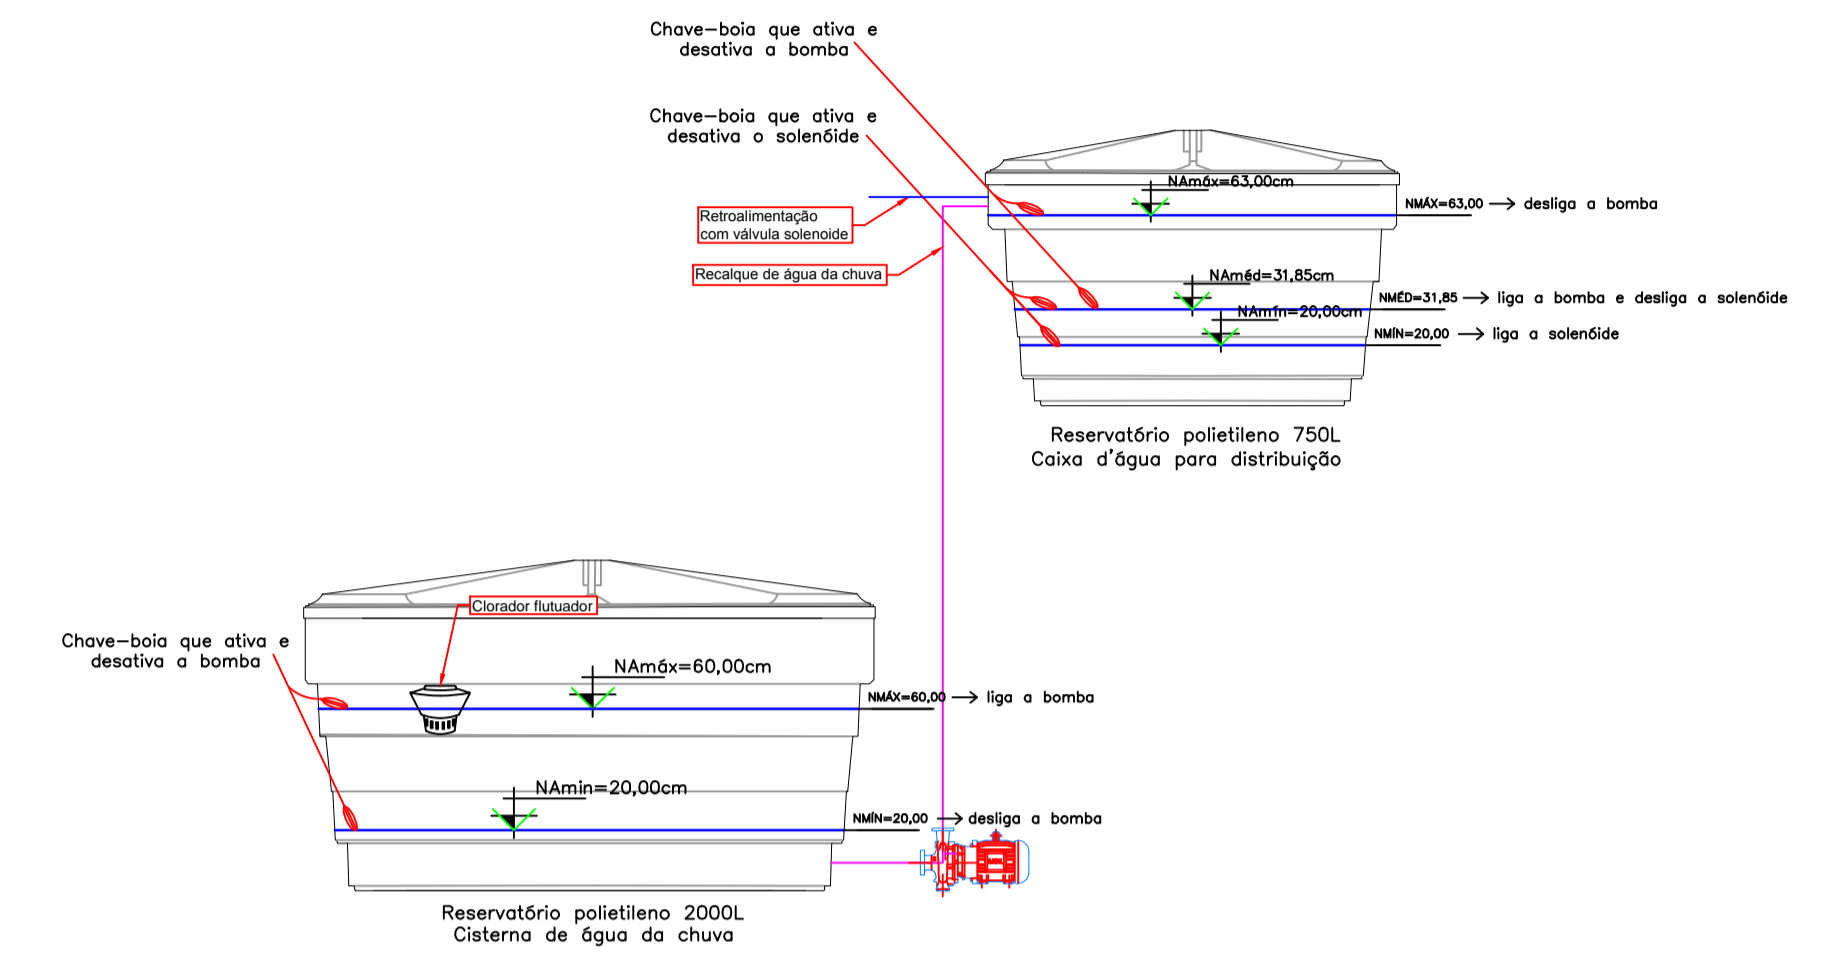 Chave-boia que ativa e
desativa a bomba
Chave-boia que ativa e
desativa o solenóide
NAmáx=63,00cm
NMÁX=63,00 → desliga a bomba
Retroalimentação
com válvula solenoide
Recalque de água da chuva
NAméd=31,85cm
NMÉD=31,85 → liga a bomba e desliga a solenóide
NAmín=20,00cm
NMÍN=20,00 → liga a solenóide
Reservatório polietileno 750L
Caixa d'água para distribuição
Clorador flutuador
Chave-boia que ativa e
desativa a bomba
NAmáx=60,00cm
NMÁX=60,00 → liga a bomba
NAmin=20,00cm
NMÍN=20,00 → desliga a bomba
Reservatório polietileno 2000L
Cisterna de água da chuva